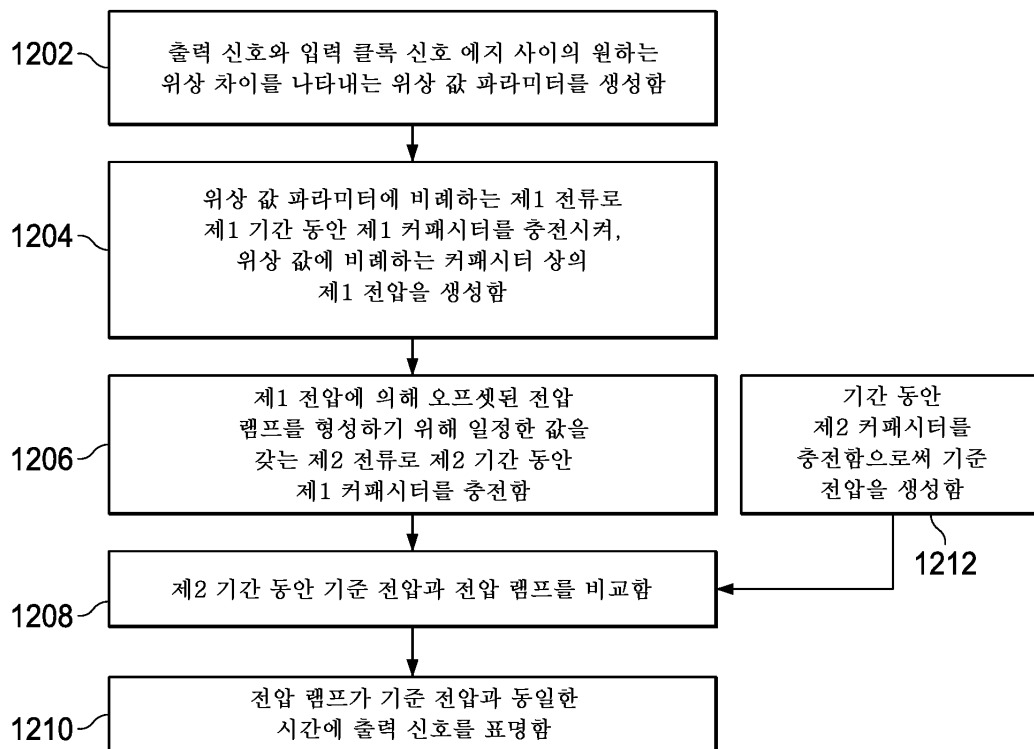 1202
출력 신호와 입력 클록 신호 에지 사이의 원하는
위상 차이를 나타내는 위상 값 파라미터를 생성함
1204
위상 값 파라미터에 비례하는 제1 전류로
제1 기간 동안 제1 커패시터를 충전시켜,
위상 값에 비례하는 커패시터 상의
제1 전압을 생성함
1206
제1 전압에 의해 오프셋된 전압
램프를 형성하기 위해 일정한 값을
갖는 제2 전류로 제2 기간 동안
제1 커패시터를 충전함
기간 동안
제2 커패시터를
충전함으로써 기준
전압을 생성함
1212
1208
제2 기간 동안 기준 전압과 전압 램프를 비교함
1210
전압 램프가 기준 전압과 동일한
시간에 출력 신호를 표명함